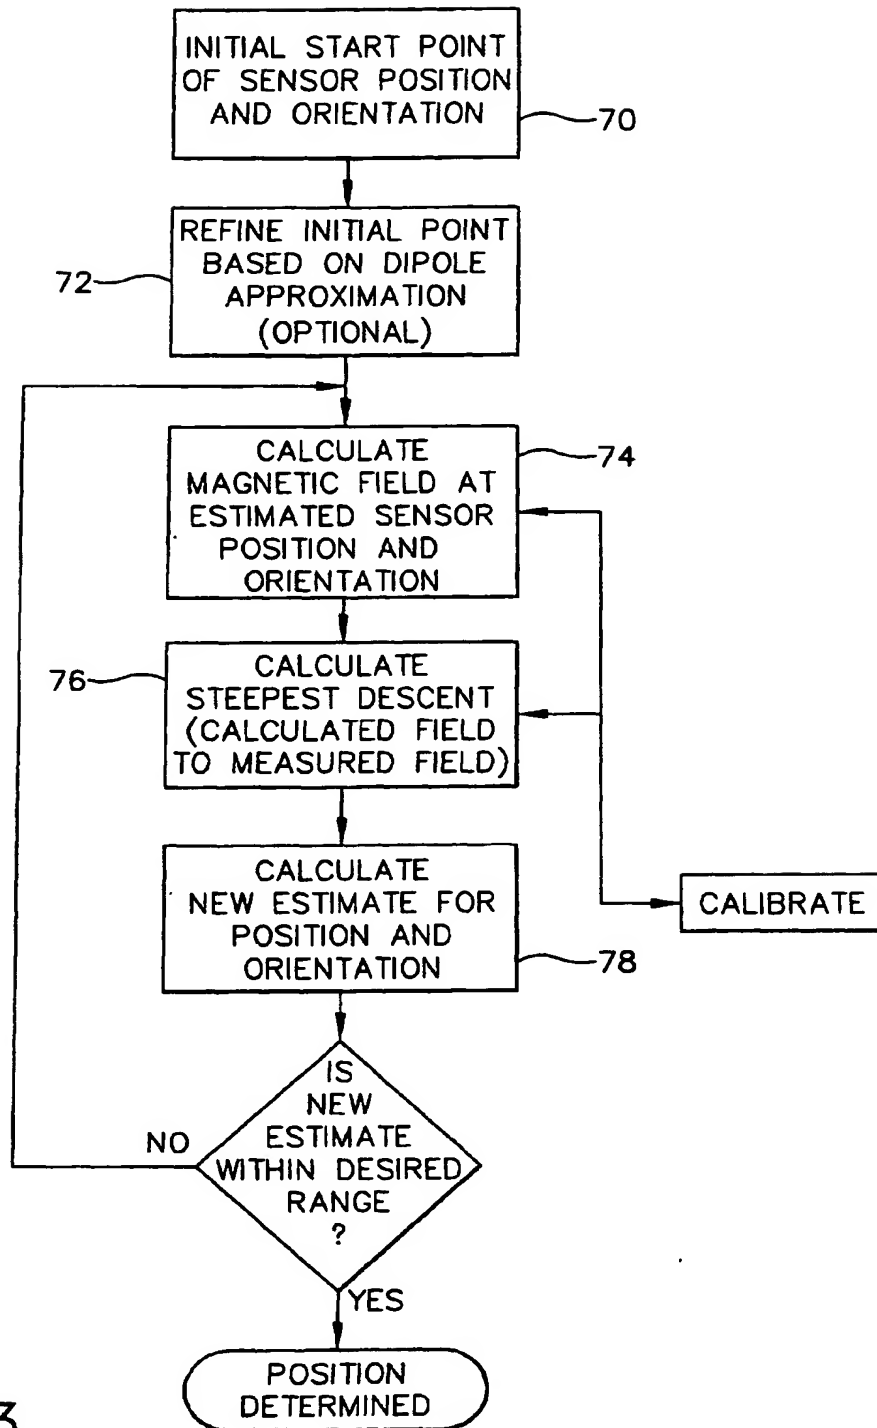 INITIAL START POINT
OF SENSOR POSITION
AND ORIENTATION
70
REFINE INITIAL POINT
BASED ON DIPOLE
APPROXIMATION
(OPTIONAL)
72
CALCULATE
MAGNETIC FIELD AT
ESTIMATED SENSOR
POSITION AND
ORIENTATION
74
CALCULATE
STEEPEST DESCENT
(CALCULATED FIELD
TO MEASURED FIELD)
76
CALCULATE
NEW ESTIMATE FOR
POSITION AND
ORIENTATION
78
CALIBRATE
IS
NEW
ESTIMATE
WITHIN DESIRED
RANGE
?
NO
YES
POSITION
DETERMINED
3